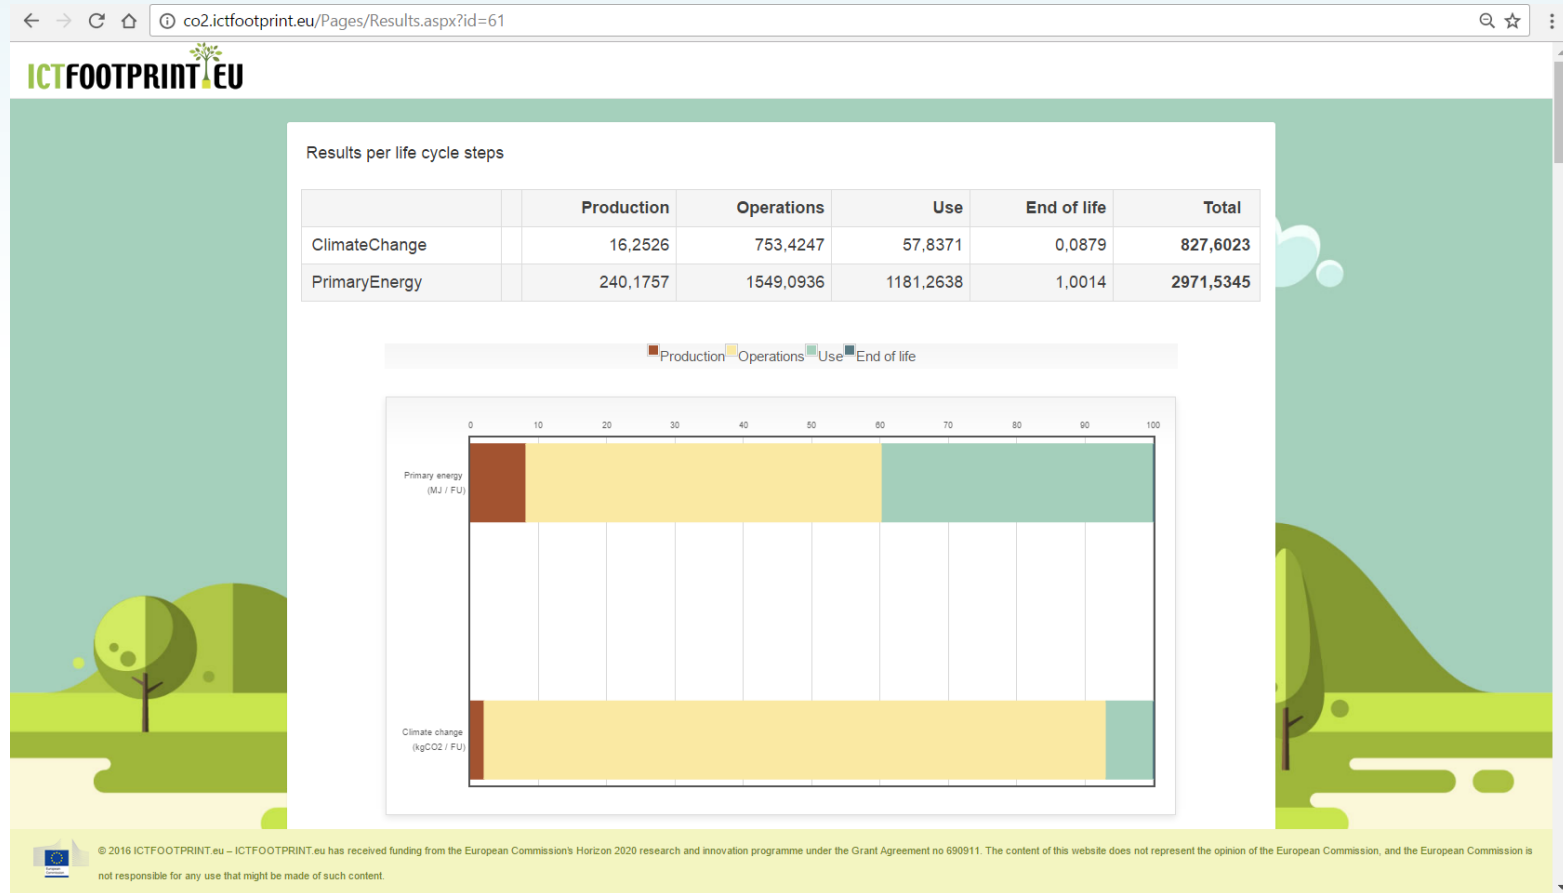 co2.ictfootprint.eu/Pages/Results.aspx?id=61
ICTFOOTPRINT EU
Results per life cycle steps
Production Operations Use End of life Total
ClimateChange 16,2526 753,4247 57,8371 0,0879 827,6023
PrimaryEnergy 240,1757 1549,0936 1181,2638 1,0014 2971,5345
Production Operations Use End of life
0 10 20 30 40 50 60 70 80 90 100
Primary energy
(MJ / FU)
Climate change
(kgCO2 / FU)
© 2016 ICTFOOTPRINT.eu – ICTFOOTPRINT.eu has received funding from the European Commission's Horizon 2020 research and innovation programme under the Grant Agreement no 690911. The content of this website does not represent the opinion of the European Commission, and the European Commission is
not responsible for any use that might be made of such content.